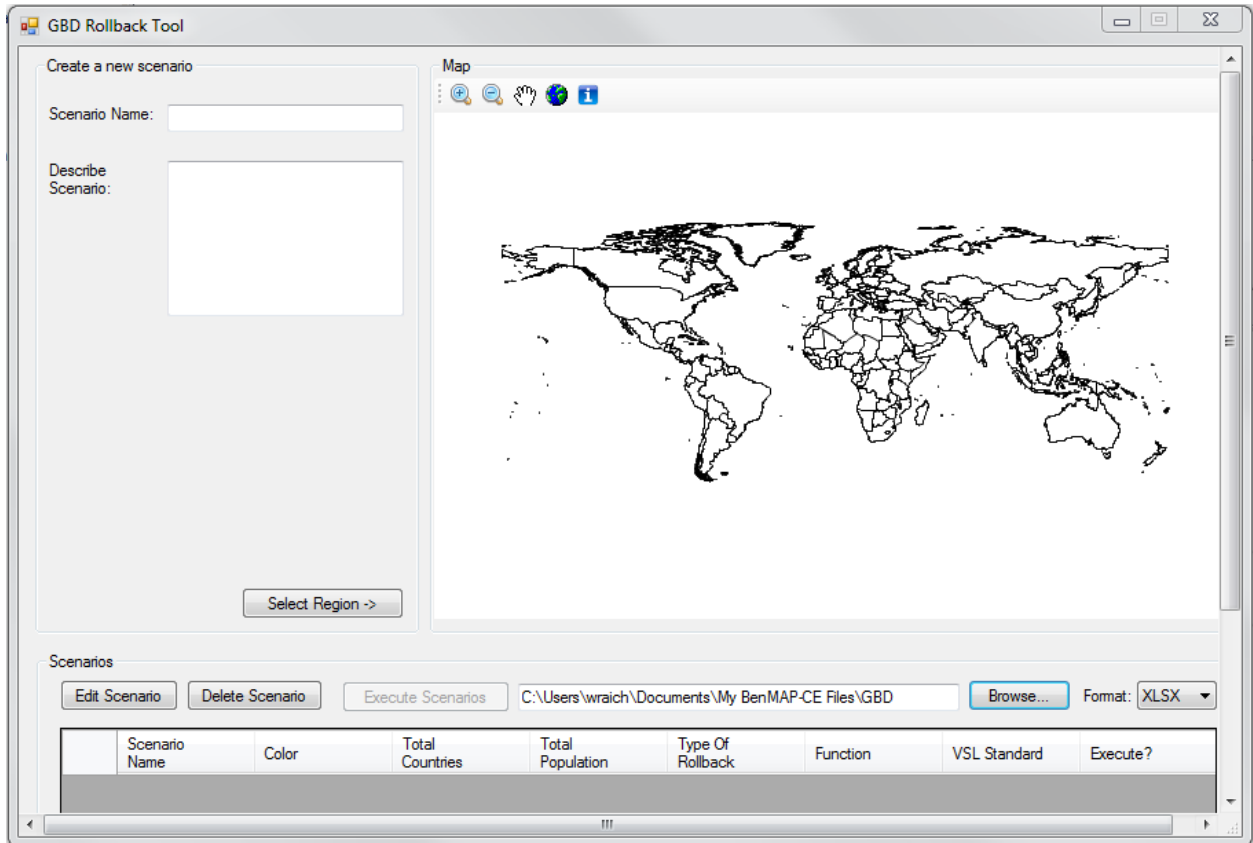 GBD Rollback Tool
Create a new scenario
Scenario Name:
Describe
Scenario:
Select Region ->
Map
Scenarios
Edit Scenario
Delete Scenario
Execute Scenarios
C:\Users\wraich\Documents\My BenMAP-CE Files\GBD
Browse...
Format:
XLSX
Scenario
Name
Color
Total
Countries
Total
Population
Type Of
Rollback
Function
VSL Standard
Execute?